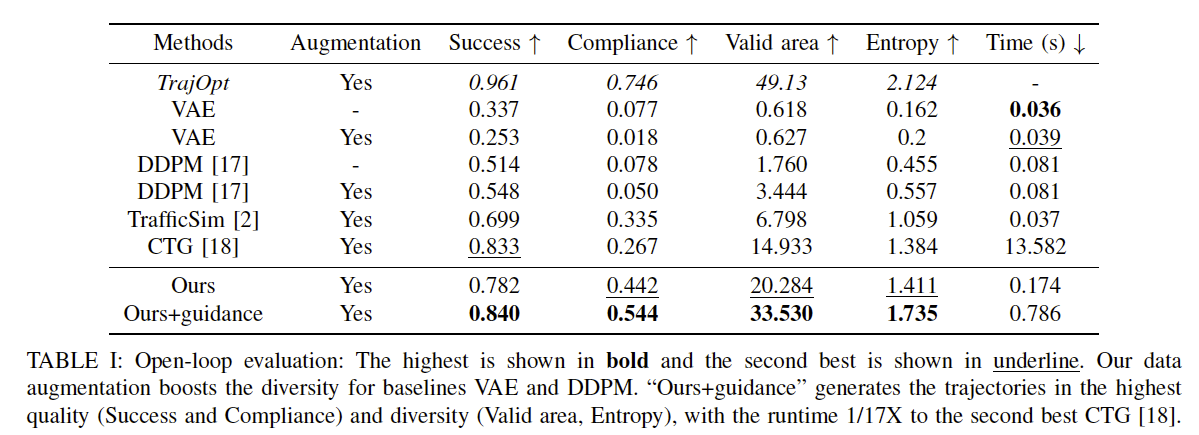 Methods Augmentation Success ↑ Compliance ↑ Valid area ↑ Entropy ↑ Time (s) ↓
TrajOpt Yes 0.961 0.746 49.13 2.124 -
VAE - 0.337 0.077 0.618 0.162 0.036
VAE Yes 0.253 0.018 0.627 0.2 0.039
DDPM [17] - 0.514 0.078 1.760 0.455 0.081
DDPM [17] Yes 0.548 0.050 3.444 0.557 0.081
TrafficSim [2] Yes 0.699 0.335 6.798 1.059 0.037
CTG [18] Yes 0.833 0.267 14.933 1.384 13.582
Ours Yes 0.782 0.442 20.284 1.411 0.174
Ours+guidance Yes 0.840 0.544 33.530 1.735 0.786
TABLE I: Open-loop evaluation: The highest is shown in bold and the second best is shown in underline. Our data
augmentation boosts the diversity for baselines VAE and DDPM. “Ours+guidance” generates the trajectories in the highest
quality (Success and Compliance) and diversity (Valid area, Entropy), with the runtime 1/17X to the second best CTG [18].